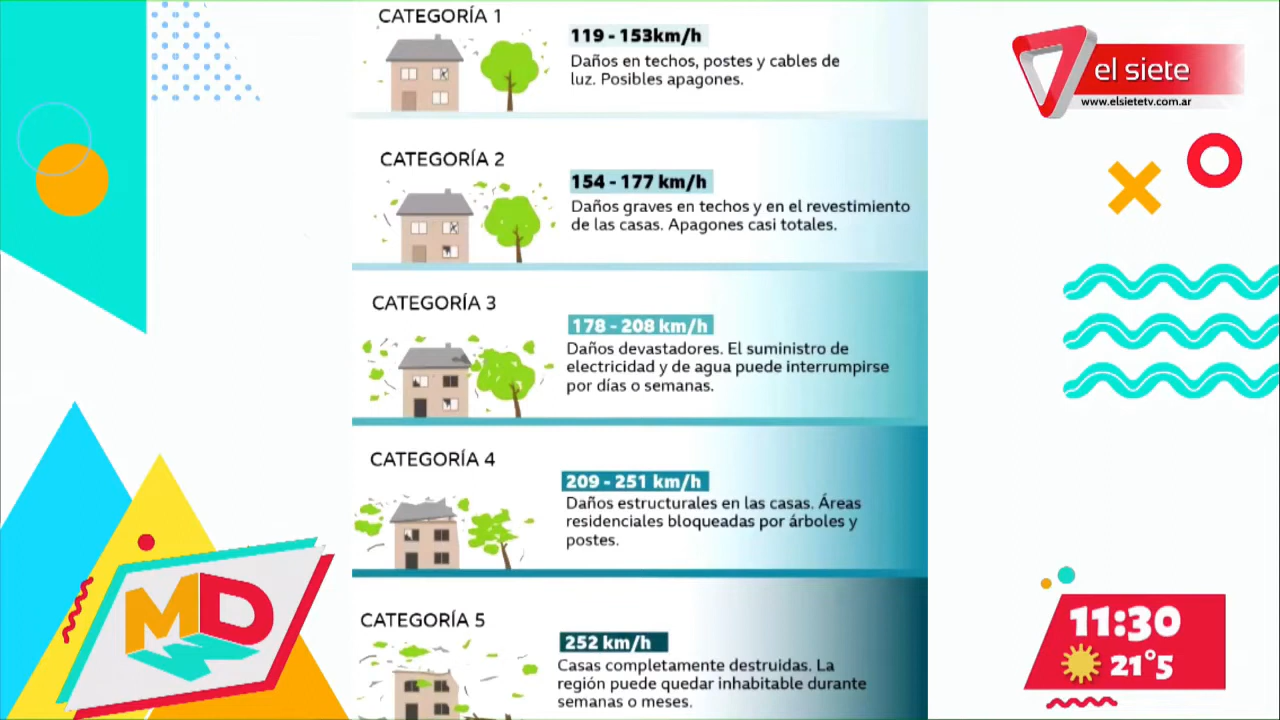 CATEGORÍA 1
119 - 153km/h
Daños en techos, postes y cables de
luz. Posibles apagones.
CATEGORÍA 2
154 - 177 km/h
Daños graves en techos y en el revestimiento
de las casas. Apagones casi totales.
CATEGORÍA 3
178 - 208 km/h
Daños devastadores. El suministro de
electricidad y de agua puede interrumpirse
por días o semanas.
CATEGORÍA 4
209 - 251 km/h
Daños estructurales en las casas. Áreas
residenciales bloqueadas por árboles y
postes.
CATEGORÍA 5
252 km/h
Casas completamente destruidas. La
región puede quedar inhabitable durante
semanas o meses.
el siete
www.elsietetv.com.ar
MD
11:30
21°5